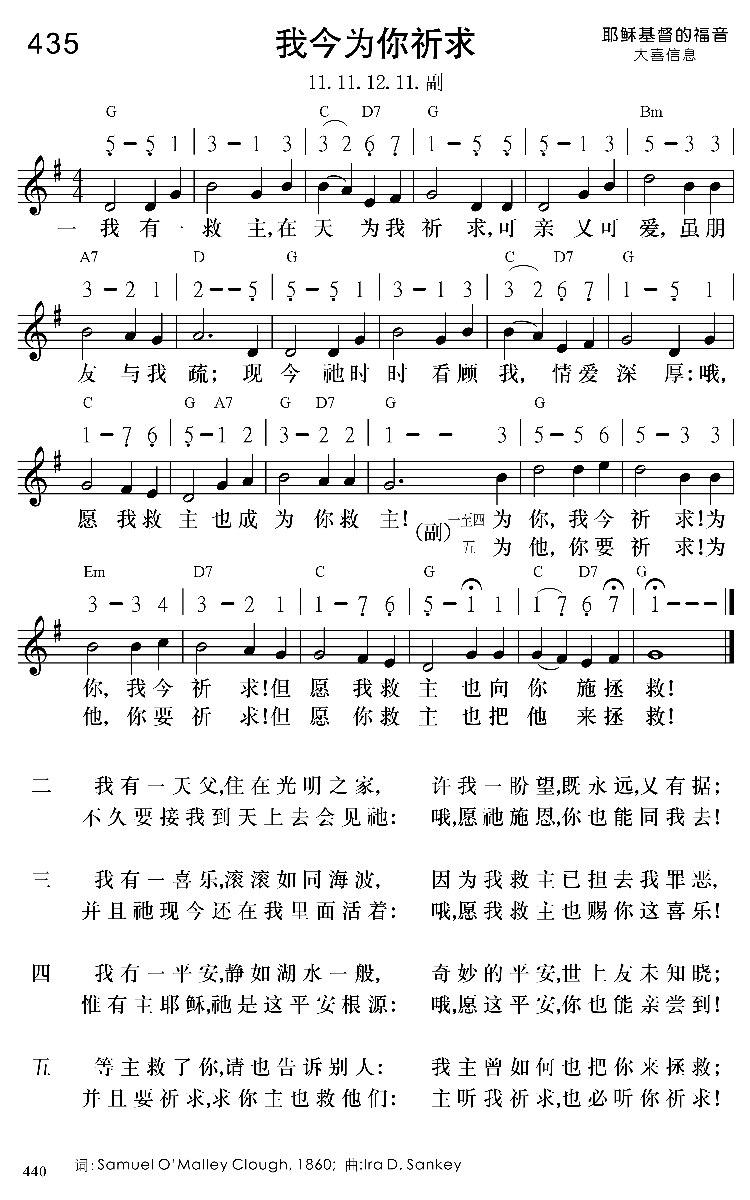 435
我今为你祈求
耶稣基督的福音
大喜信息
11. 11. 12. 11. 副
G C D7 G Bm
5 – 5 1 | 3 – 1 3 | 3 2 6 7 | 1 – 5 5 | 5 – 1 3 | 5 – 3 3
4 4
一 我 有 一 救 主,在 天 为我 祈 求,可 亲 又可 爱, 虽朋
A7 D G C D7 G
3 – 2 1 | 2 – – 5 | 5 – 5 1 | 3 – 1 3 | 3 2 6 7 | 1 – 5 1
友 与我 疏; 现 今 祂时 时 看顾 我, 情爱 深 厚:哦,
C G A7 G D7 G G
1 – 7 6 | 5 – 1 2 | 3 – 2 2 | 1 – – 3 | 5 – 5 6 | 5 – 3 3
愿 我救 主也成 为 你救 主! (副) 一至四 为 你, 我今 祈 求!为
五 为 他, 你要 祈 求!为
Em D7 C G C D7 G
3 – 3 4 | 3 – 2 1 | 1 – 7 6 | 5 – 1 1 | 1 7 6 7 | 1 – – –
你, 我今 祈 求!但 愿 我救 主 也向 你 施拯 救!
他, 你要 祈 求!但 愿 你救 主 也把 他 来拯 救!
二 我有一天父,住在光明之家, 许我一盼望,既永远,又有据;
不久要接我到天上去会见祂: 哦,愿祂施恩,你也能同我去!
三 我有一喜乐,滚滚如同海波, 因为我救主已担去我罪恶,
并且祂现今还在我里面活着: 哦,愿我救主也赐你这喜乐!
四 我有一平安,静如湖水一般, 奇妙的平安,世上友未知晓;
惟有主耶稣,祂是这平安根源: 哦,愿这平安,你也能亲尝到!
五 等主救了你,请也告诉别人: 我主曾如何也把你来拯救;
并且要祈求,求你主也救他们: 主听我祈求,也必听你祈求!
440 词: Samuel O'Malley Clough, 1860; 曲:Ira D. Sankey